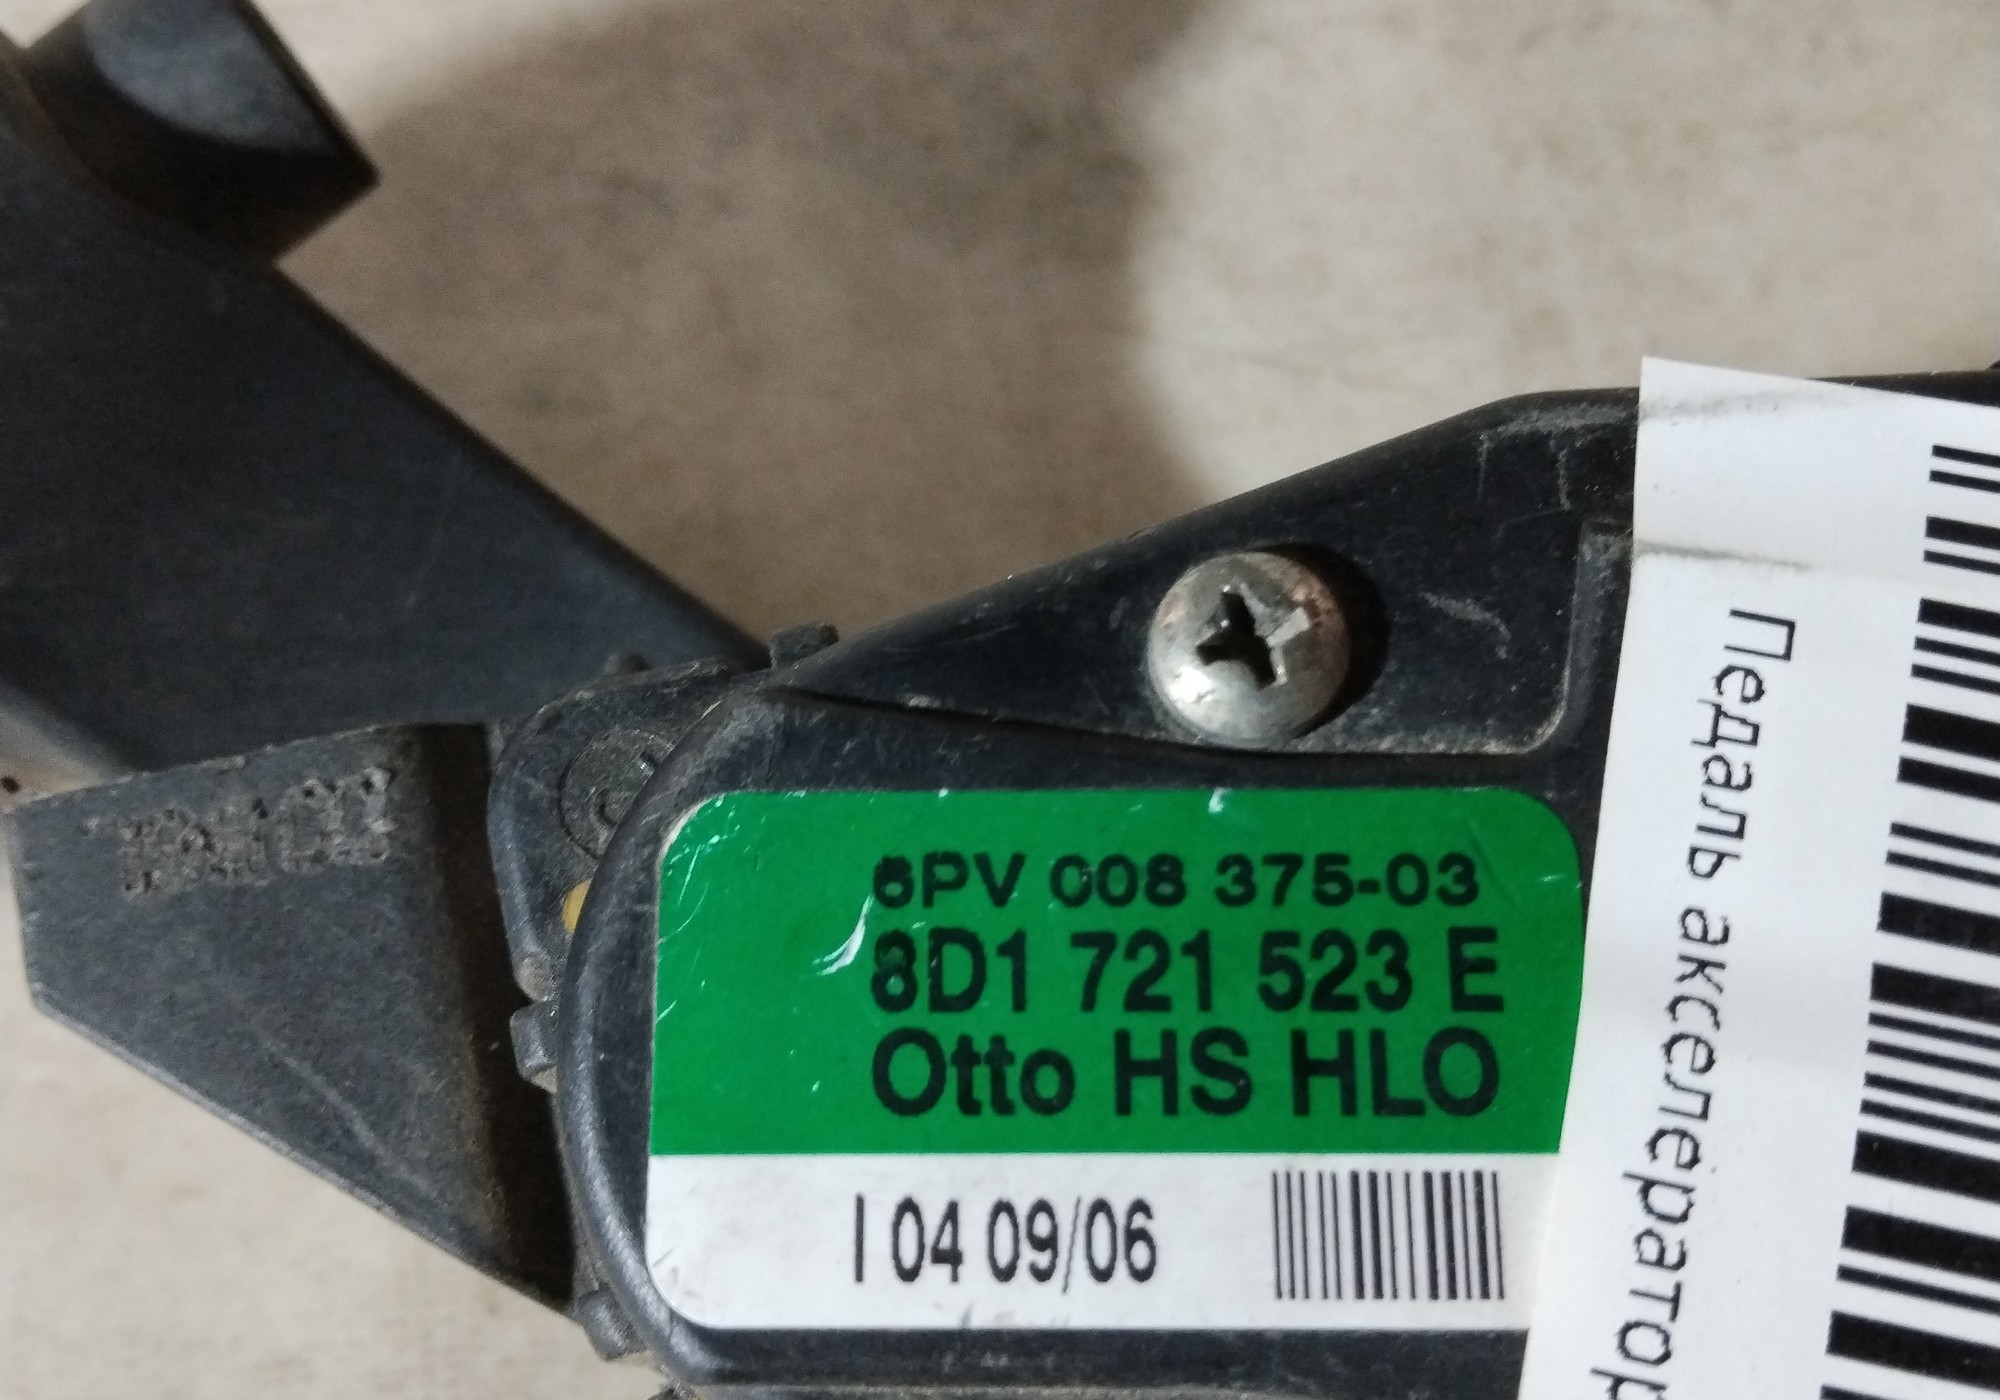 6PV 008 375-03
8D1 721 523 E
Otto HS HLO
I 04 09/06
Педаль акселератор